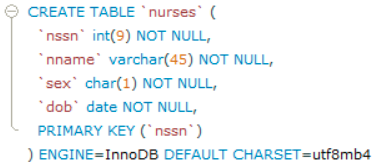 CREATE TABLE `nurses` (
`nssn` int(9) NOT NULL,
`nname` varchar(45) NOT NULL,
`sex` char(1) NOT NULL,
`dob` date NOT NULL,
PRIMARY KEY (`nssn`)
) ENGINE=InnoDB DEFAULT CHARSET=utf8mb4